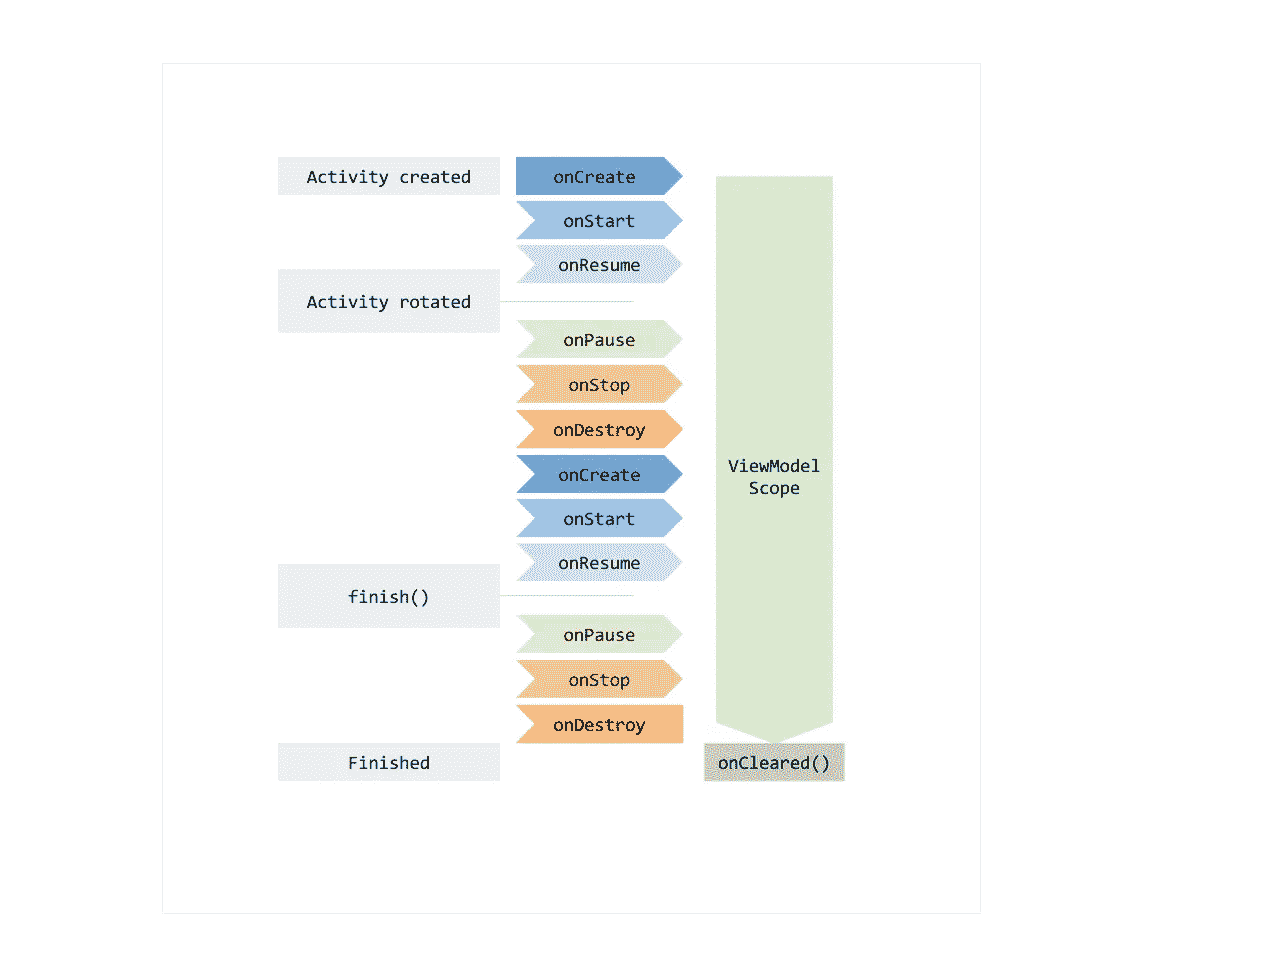 Activity created
onCreate
onStart
onResume
Activity rotated
onPause
onStop
onDestroy
onCreate
onStart
onResume
finish()
onPause
onStop
onDestroy
Finished
ViewModel
Scope
onCleared()